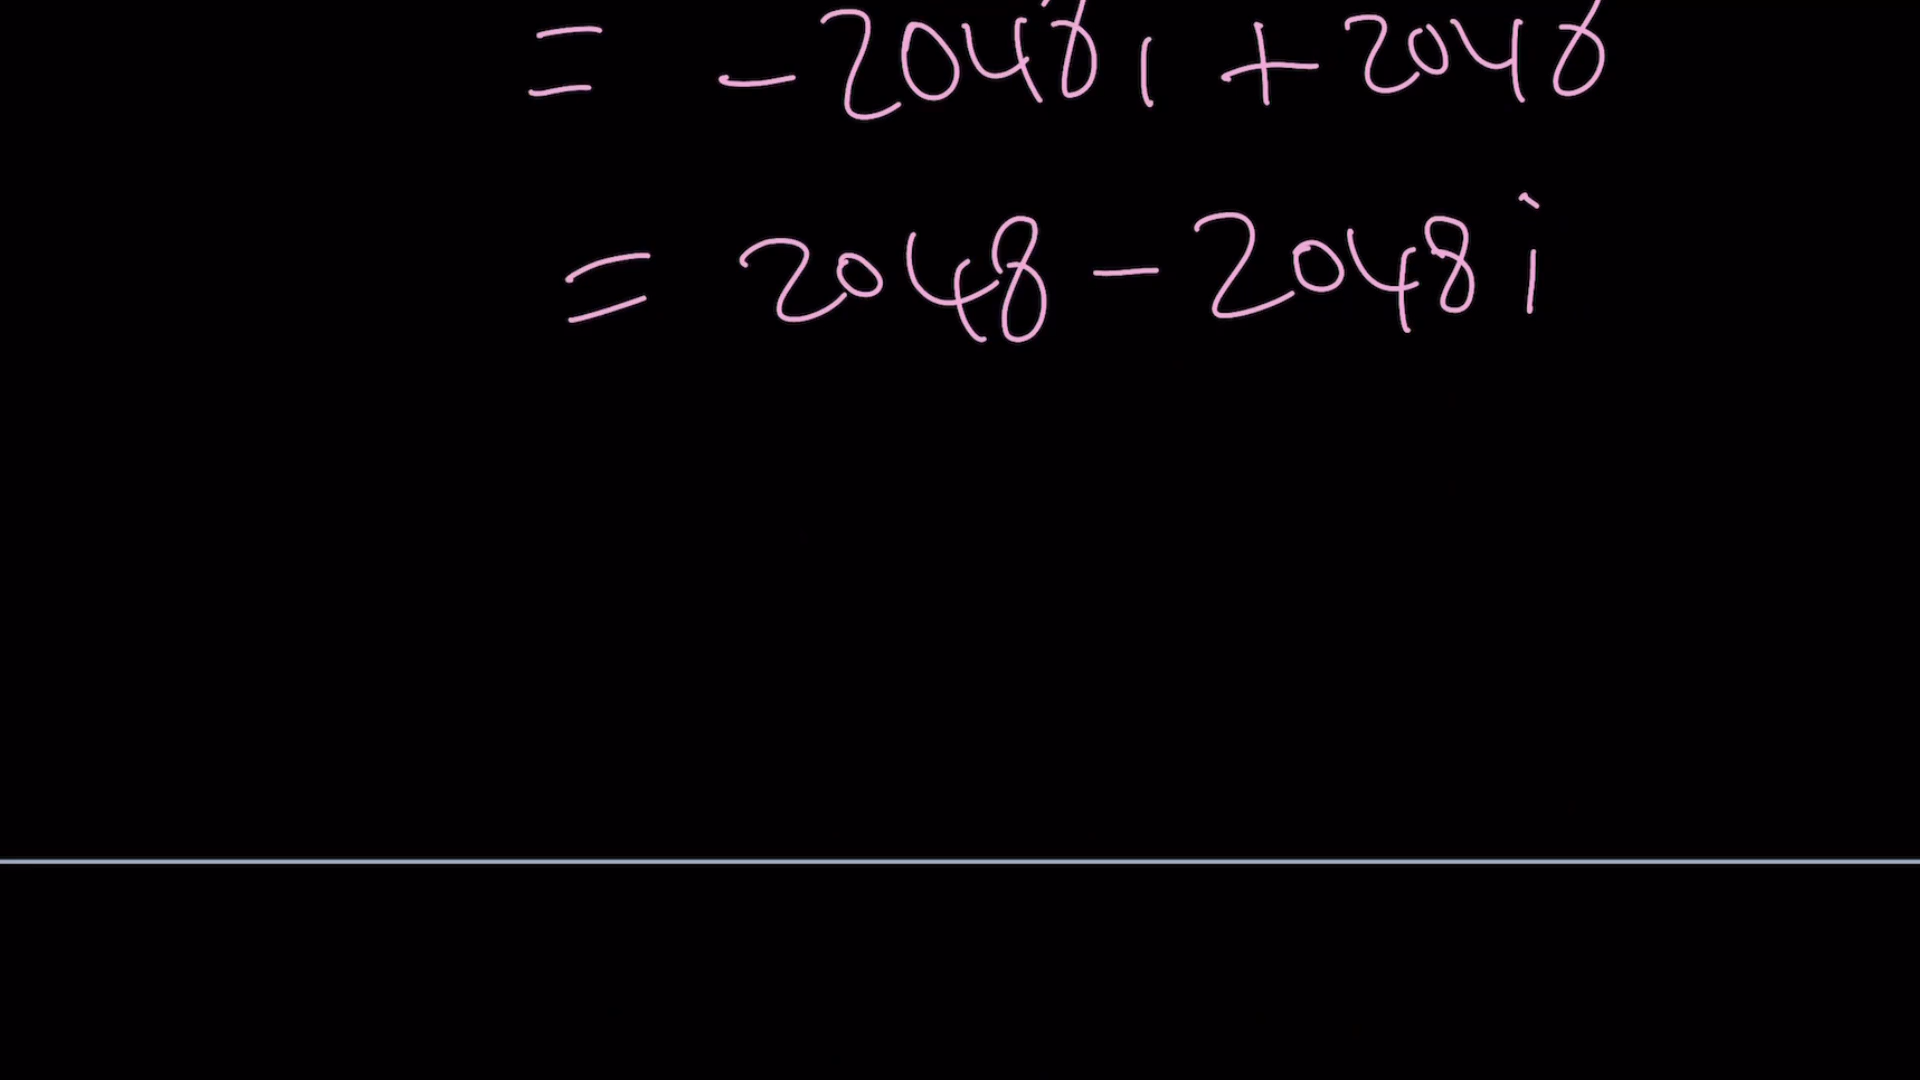 = - 2048i + 2048
= 2048 - 2048i